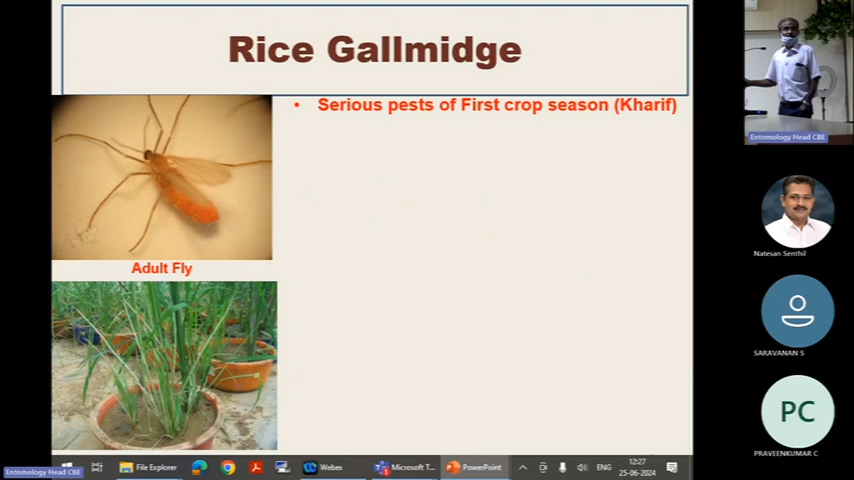 Rice Gallmidge
• Serious pests of First crop season (Kharif)
Adult Fly
Entomology Head CBE
Natesan Senthil
SARAVANAN S
PC
PRAVEENKUMAR C
Entomology Head CBE
File Explorer
Webex
Microsoft T...
PowerPoint
ENG
12:27
25-06-2024